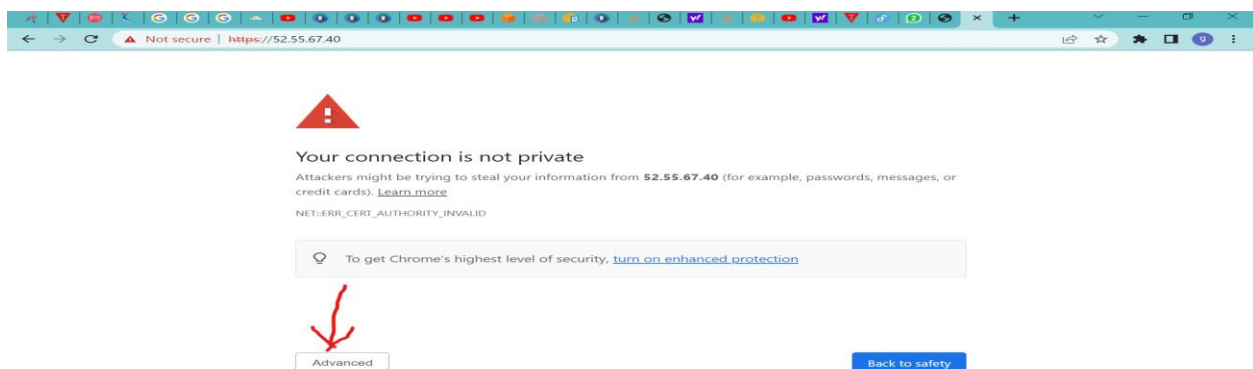 Not secure | https://52.55.67.40
Your connection is not private
Attackers might be trying to steal your information from 52.55.67.40 (for example, passwords, messages, or
credit cards). Learn more
NET::ERR_CERT_AUTHORITY_INVALID
To get Chrome's highest level of security, turn on enhanced protection
Advanced
Back to safety